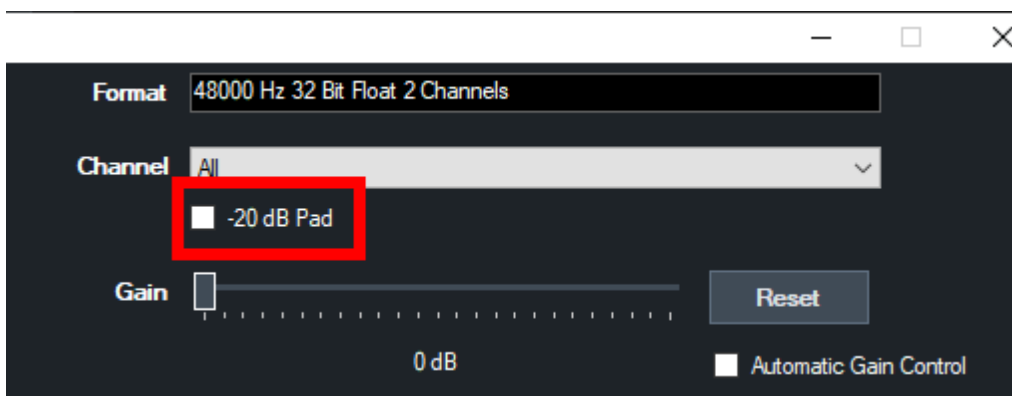 Format 48000 Hz 32 Bit Float 2 Channels
Channel All
-20 dB Pad
Gain Reset
0 dB Automatic Gain Control